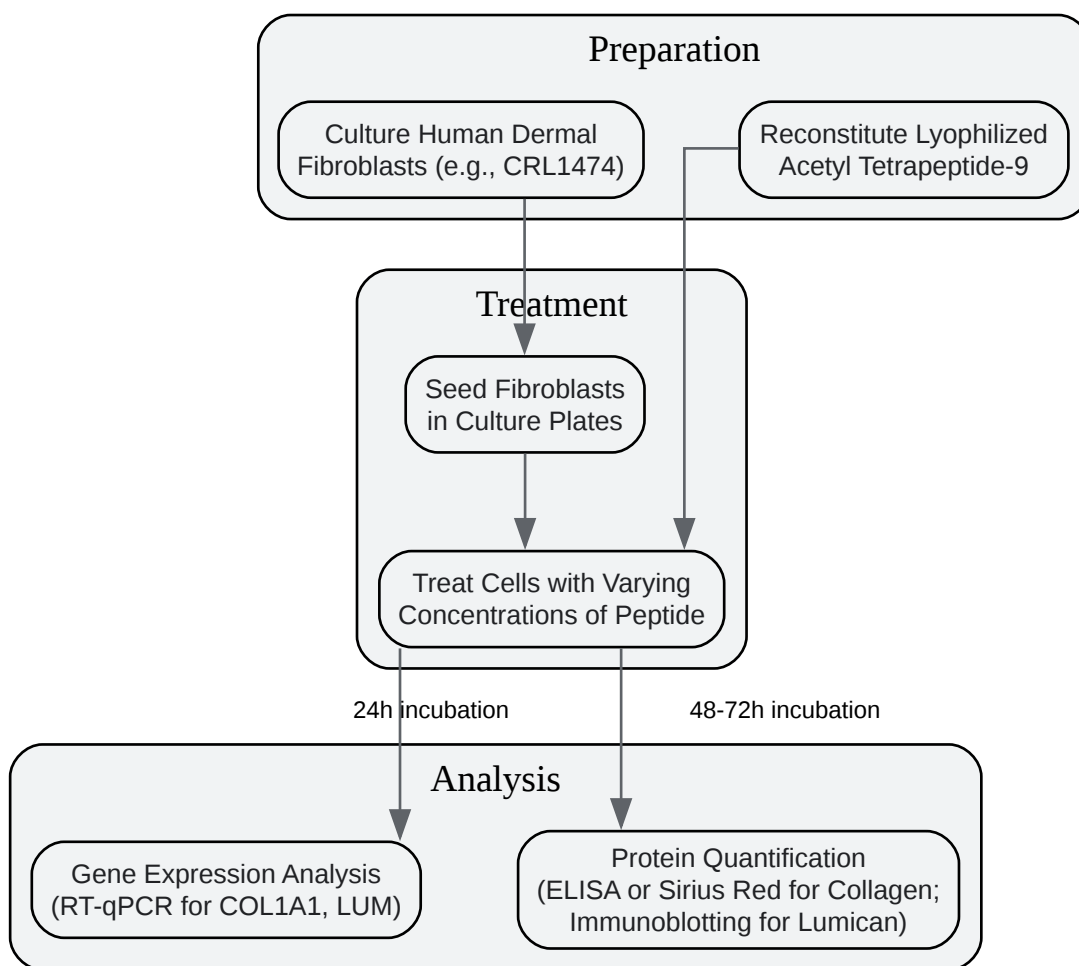 Preparation
Culture Human Dermal
Fibroblasts (e.g., CRL1474)
Reconstitute Lyophilized
Acetyl Tetrapeptide-9
Treatment
Seed Fibroblasts
in Culture Plates
Treat Cells with Varying
Concentrations of Peptide
24h incubation
48-72h incubation
Analysis
Gene Expression Analysis
(RT-qPCR for COL1A1, LUM)
Protein Quantification
(ELISA or Sirius Red for Collagen;
Immunoblotting for Lumican)